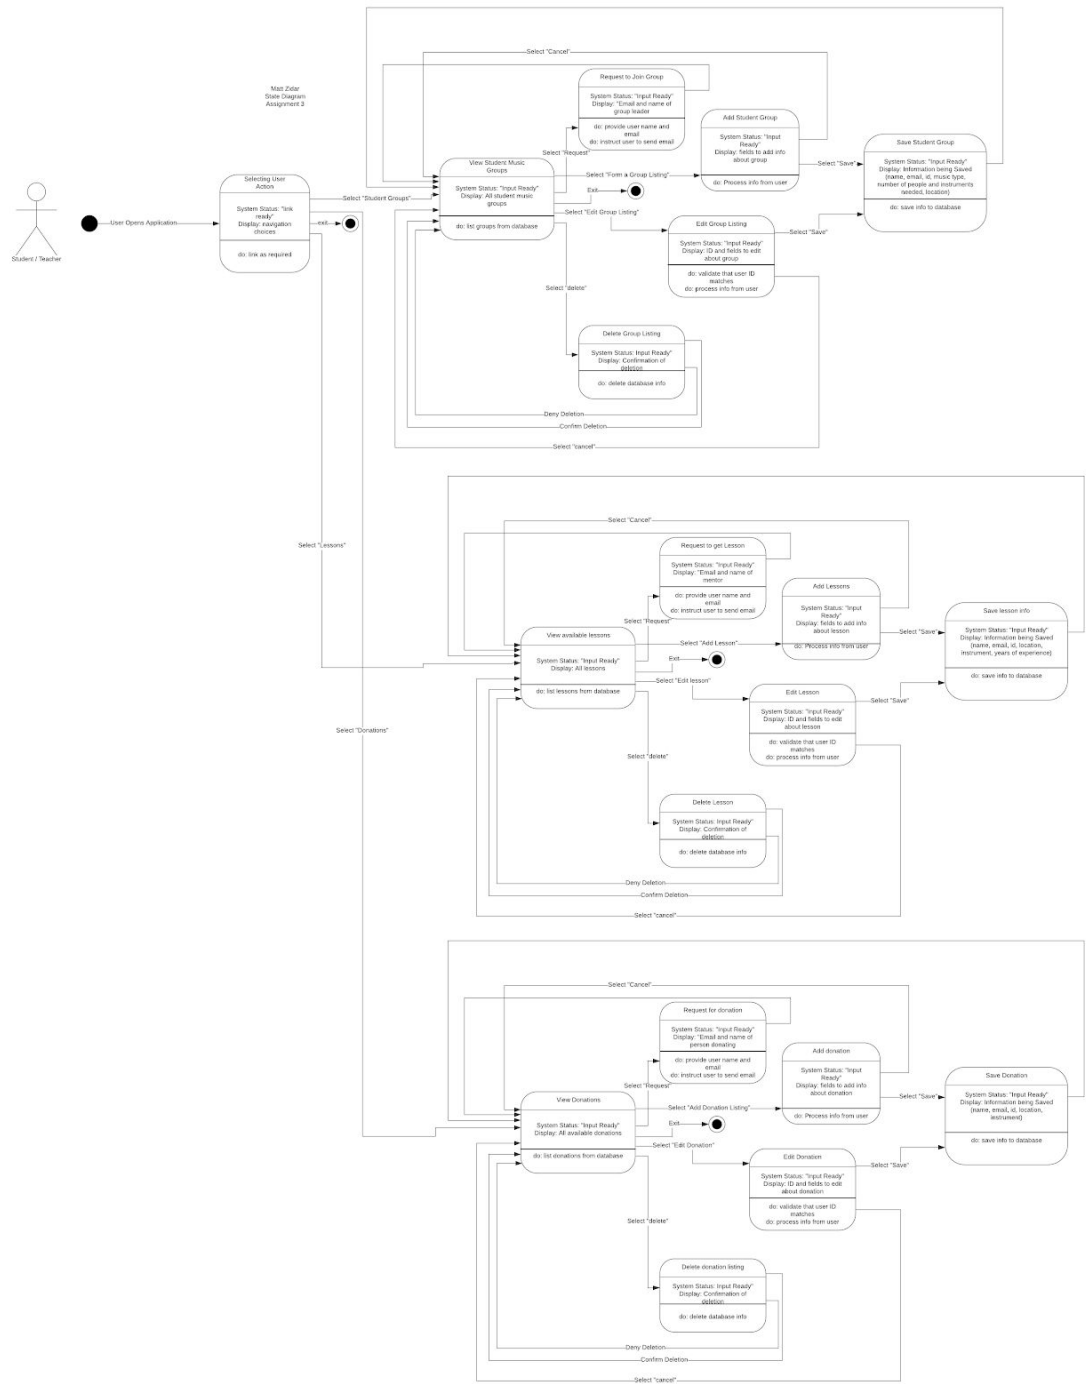 Select "Cancel"
Matt Zidar
State Diagram
Assignment 3
Request to Join Group
System Status: "Input Ready"
Display: "Email and name of
group leader
do: provide user name and
email
do: instruct user to send email
Add Student Group
System Status: "Input
Ready"
Display: fields to add info
about group
do: Process info from user
Save Student Group
System Status: "Input Ready"
Display: Information being Saved
(name, email, id, music type,
number of people and instruments
needed, location)
do: save info to database
Select "Request"
View Student Music
Groups
System Status: "Input Ready"
Display: All student music
groups
do: list groups from database
Select "Form a Group Listing"
Select "Save"
Exit
Select "Edit Group Listing"
Selecting User
Action
System Status: "link
ready"
Display: navigation
choices
do: link as required
Select "Student Groups"
User Opens Application
exit
Student / Teacher
Edit Group Listing
System Status: "Input Ready"
Display: ID and fields to edit
about group
do: validate that user ID
matches
do: process info from user
Select "Save"
Select "delete"
Delete Group Listing
System Status: Input Ready"
Display: Confirmation of
deletion
do: delete database info
Deny Deletion
Confirm Deletion
Select "cancel"
Select "Lessons"
Select "Cancel"
Request to get Lesson
System Status: "Input Ready"
Display: "Email and name of
mentor
do: provide user name and
email
do: instruct user to send email
Add Lessons
System Status: "Input
Ready"
Display: fields to add info
about lesson
do: Process info from user
Save lesson info
System Status: "Input Ready"
Display: Information being Saved
(name, email, id, location,
instrument, years of experience)
do: save info to database
Select "Request"
View available lessons
System Status: "Input Ready"
Display: All lessons
do: list lessons from database
Select "Add Lesson"
Select "Save"
Exit
Select "Edit lesson"
Edit Lesson
System Status: "Input Ready"
Display: ID and fields to edit
about lesson
do: validate that user ID
matches
do: process info from user
Select "Save"
Select "Donations"
Select "delete"
Delete Lesson
System Status: Input Ready"
Display: Confirmation of
deletion
do: delete database info
Deny Deletion
Confirm Deletion
Select "cancel"
Select "Cancel"
Request for donation
System Status: "Input Ready"
Display: "Email and name of
person donating
do: provide user name and
email
do: instruct user to send email
Add donation
System Status: "Input
Ready"
Display: fields to add info
about donation
do: Process info from user
Save Donation
System Status: "Input Ready"
Display: Information being Saved
(name, email, id, location,
instrument)
do: save info to database
Select "Request"
View Donations
System Status: "Input Ready"
Display: All available donations
do: list donations from database
Select "Add Donation Listing"
Select "Save"
Exit
Select "Edit Donation"
Edit Donation
System Status: "Input Ready"
Display: ID and fields to edit
about donation
do: validate that user ID
matches
do: process info from user
Select "Save"
Select "delete"
Delete donation listing
System Status: Input Ready"
Display: Confirmation of
deletion
do: delete database info
Deny Deletion
Confirm Deletion
Select "cancel"